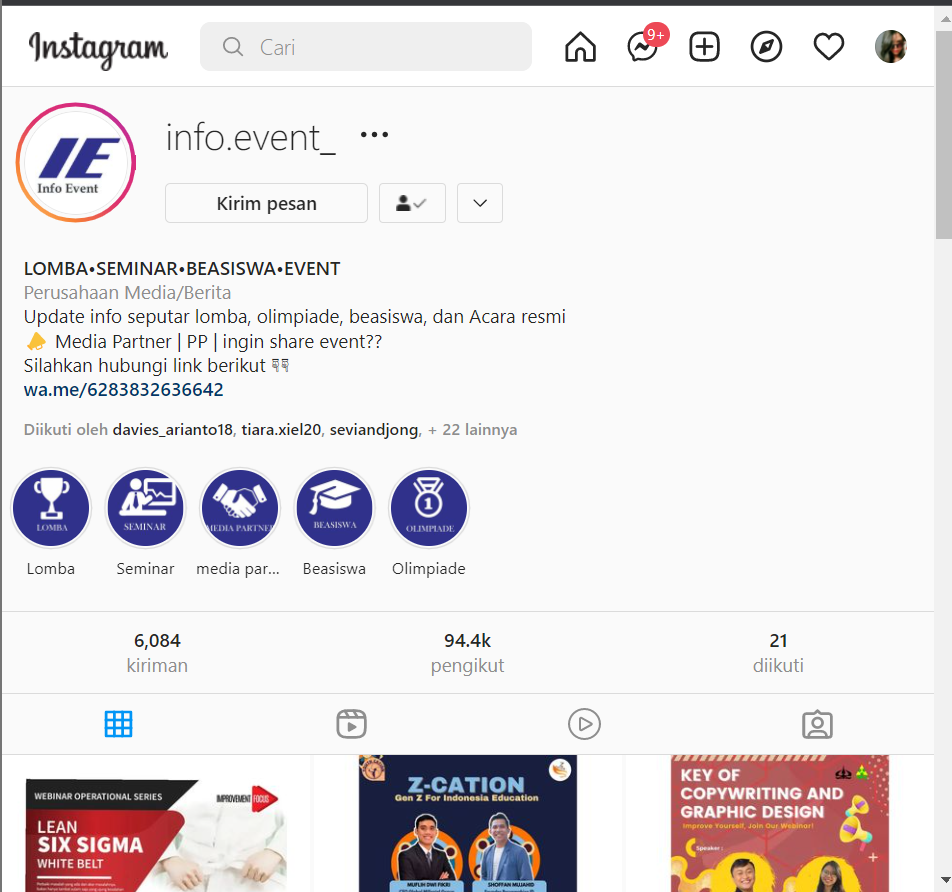 Instagram
Cari
9+
IE
Info Event
info.event_
Kirim pesan
LOMBA•SEMINAR•BEASISWA•EVENT
Perusahaan Media/Berita
Update info seputar lomba, olimpiade, beasiswa, dan Acara resmi
📣 Media Partner | PP | ingin share event??
Silahkan hubungi link berikut 👇👇
wa.me/6283832636642
Diikuti oleh davies_arianto18, tiara.xiel20, seviandjong, + 22 lainnya
LOMBA
SEMINAR
MEDIA PARTNER
BEASISWA
1
OLIMPIADE
Lomba
Seminar
media par...
Beasiswa
Olimpiade
6,084
kiriman
94.4k
pengikut
21
diikuti
WEBINAR OPERATIONAL SERIES
IMPROVEMENT FOCUS
LEAN
SIX SIGMA
WHITE BELT
Z-CATION
Gen Z For Indonesia Education
MUFLIH DWI FIKRI
SHOFFAN MUJAHID
KEY OF
COPYWRITING AND
GRAPHIC DESIGN
Improve Yourself, Join Our Webinar!
Speaker :